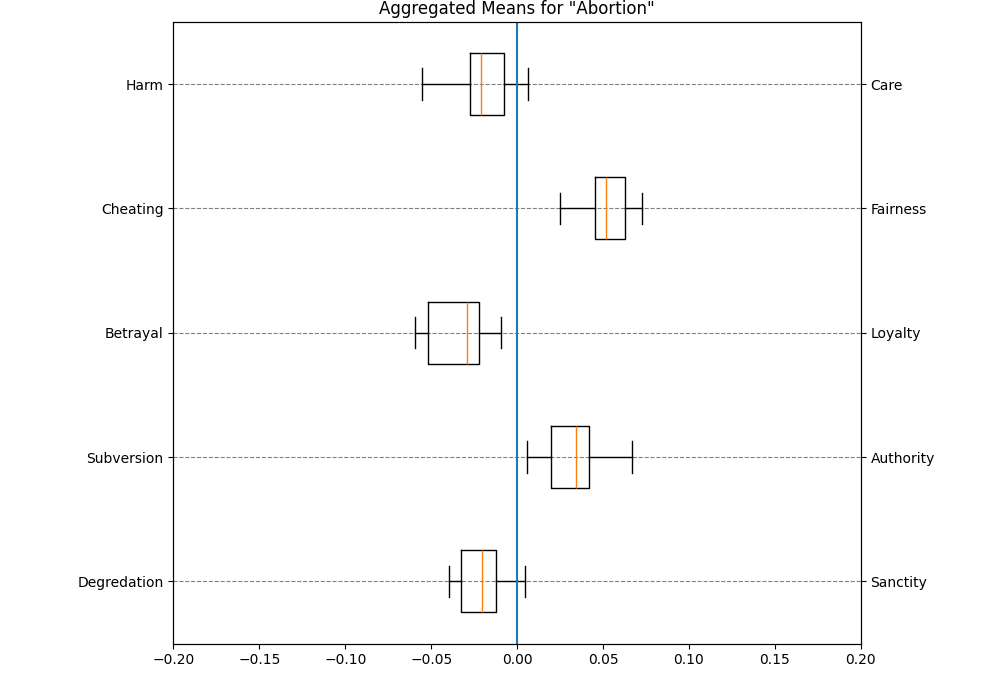 Aggregated Means for "Abortion"
Harm
Care
Cheating
Fairness
Betrayal
Loyalty
Subversion
Authority
Degredation
Sanctity
−0.20 −0.15 −0.10 −0.05 0.00 0.05 0.10 0.15 0.20